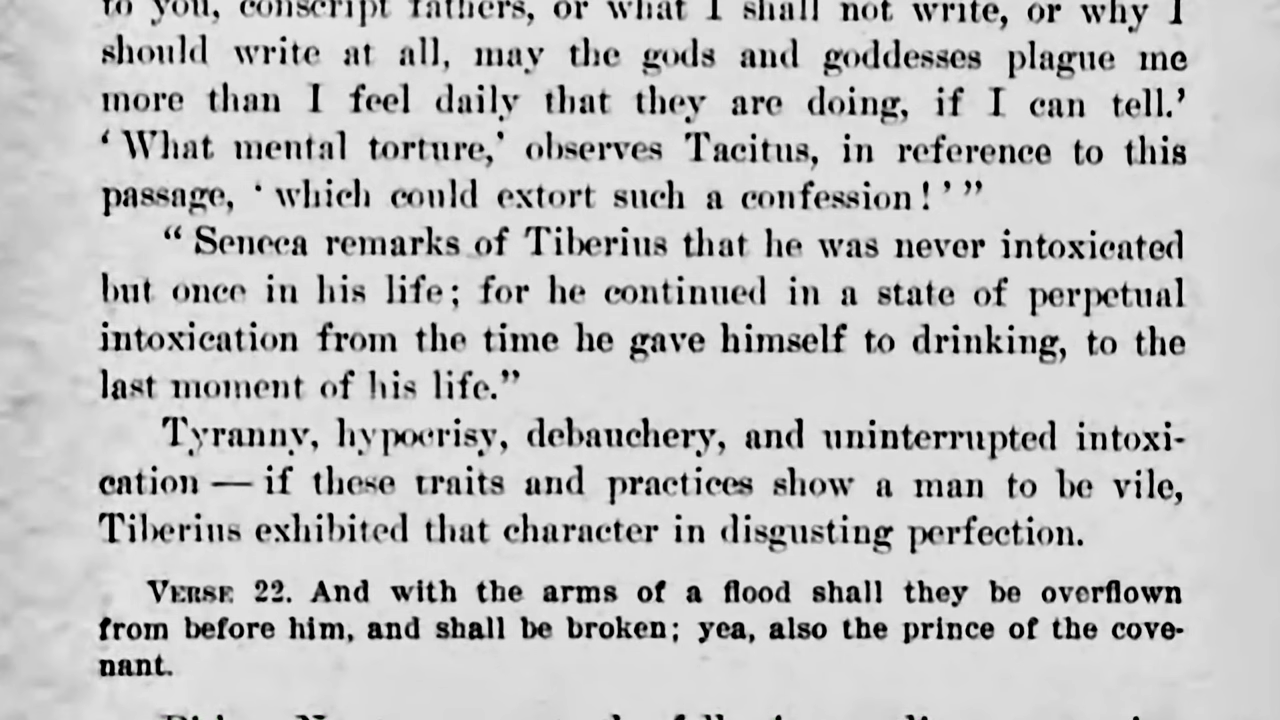 to you, conscript fathers, or what I shall not write, or why I
should write at all, may the gods and goddesses plague me
more than I feel daily that they are doing, if I can tell.’
‘ What mental torture,’ observes Tacitus, in reference to this
passage, ‘ which could extort such a confession ! ’ ”
“ Seneca remarks of Tiberius that he was never intoxicated
but once in his life ; for he continued in a state of perpetual
intoxication from the time he gave himself to drinking, to the
last moment of his life.”
Tyranny, hypocrisy, debauchery, and uninterrupted intoxi-
cation — if these traits and practices show a man to be vile,
Tiberius exhibited that character in disgusting perfection.
VERSE 22. And with the arms of a flood shall they be overflown
from before him, and shall be broken; yea, also the prince of the cove-
nant.